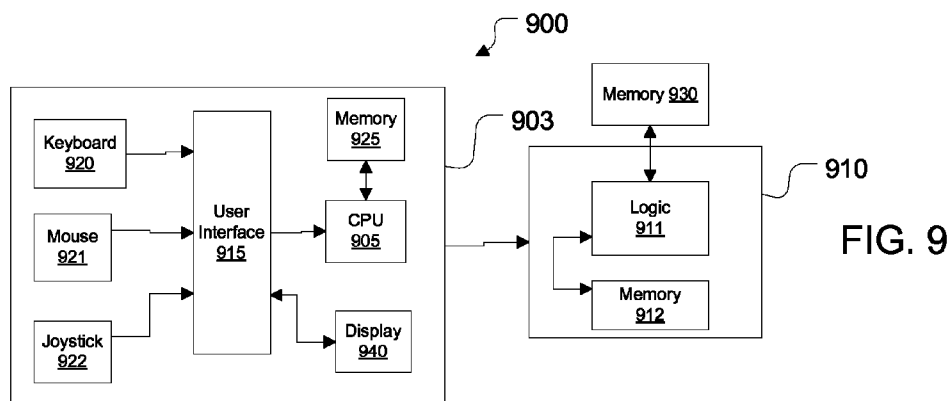 900
Keyboard
920
Mouse
921
Joystick
922
User
Interface
915
Memory
925
CPU
905
Display
940
903
Memory 930
Logic
911
Memory
912
910
FIG. 9